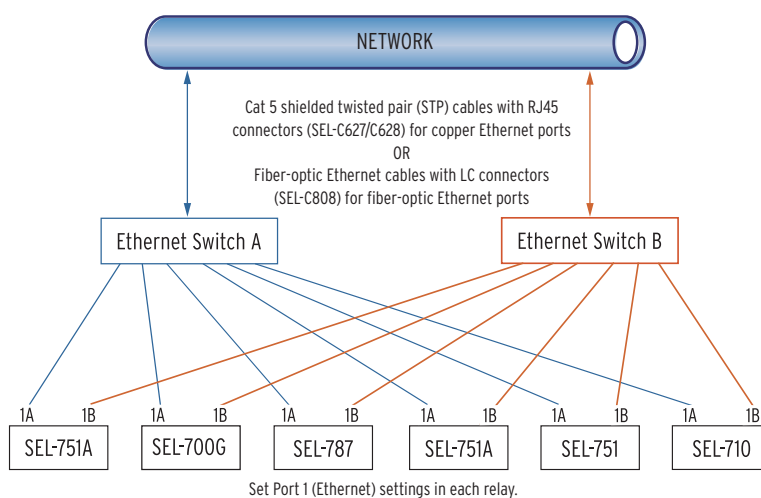 NETWORK
Cat 5 shielded twisted pair (STP) cables with RJ45
connectors (SEL-C627/C628) for copper Ethernet ports
OR
Fiber-optic Ethernet cables with LC connectors
(SEL-C808) for fiber-optic Ethernet ports
Ethernet Switch A
Ethernet Switch B
1A 1B 1A 1B 1A 1B 1A 1B 1A 1B 1A 1B
SEL-751A SEL-700G SEL-787 SEL-751A SEL-751 SEL-710
Set Port 1 (Ethernet) settings in each relay.